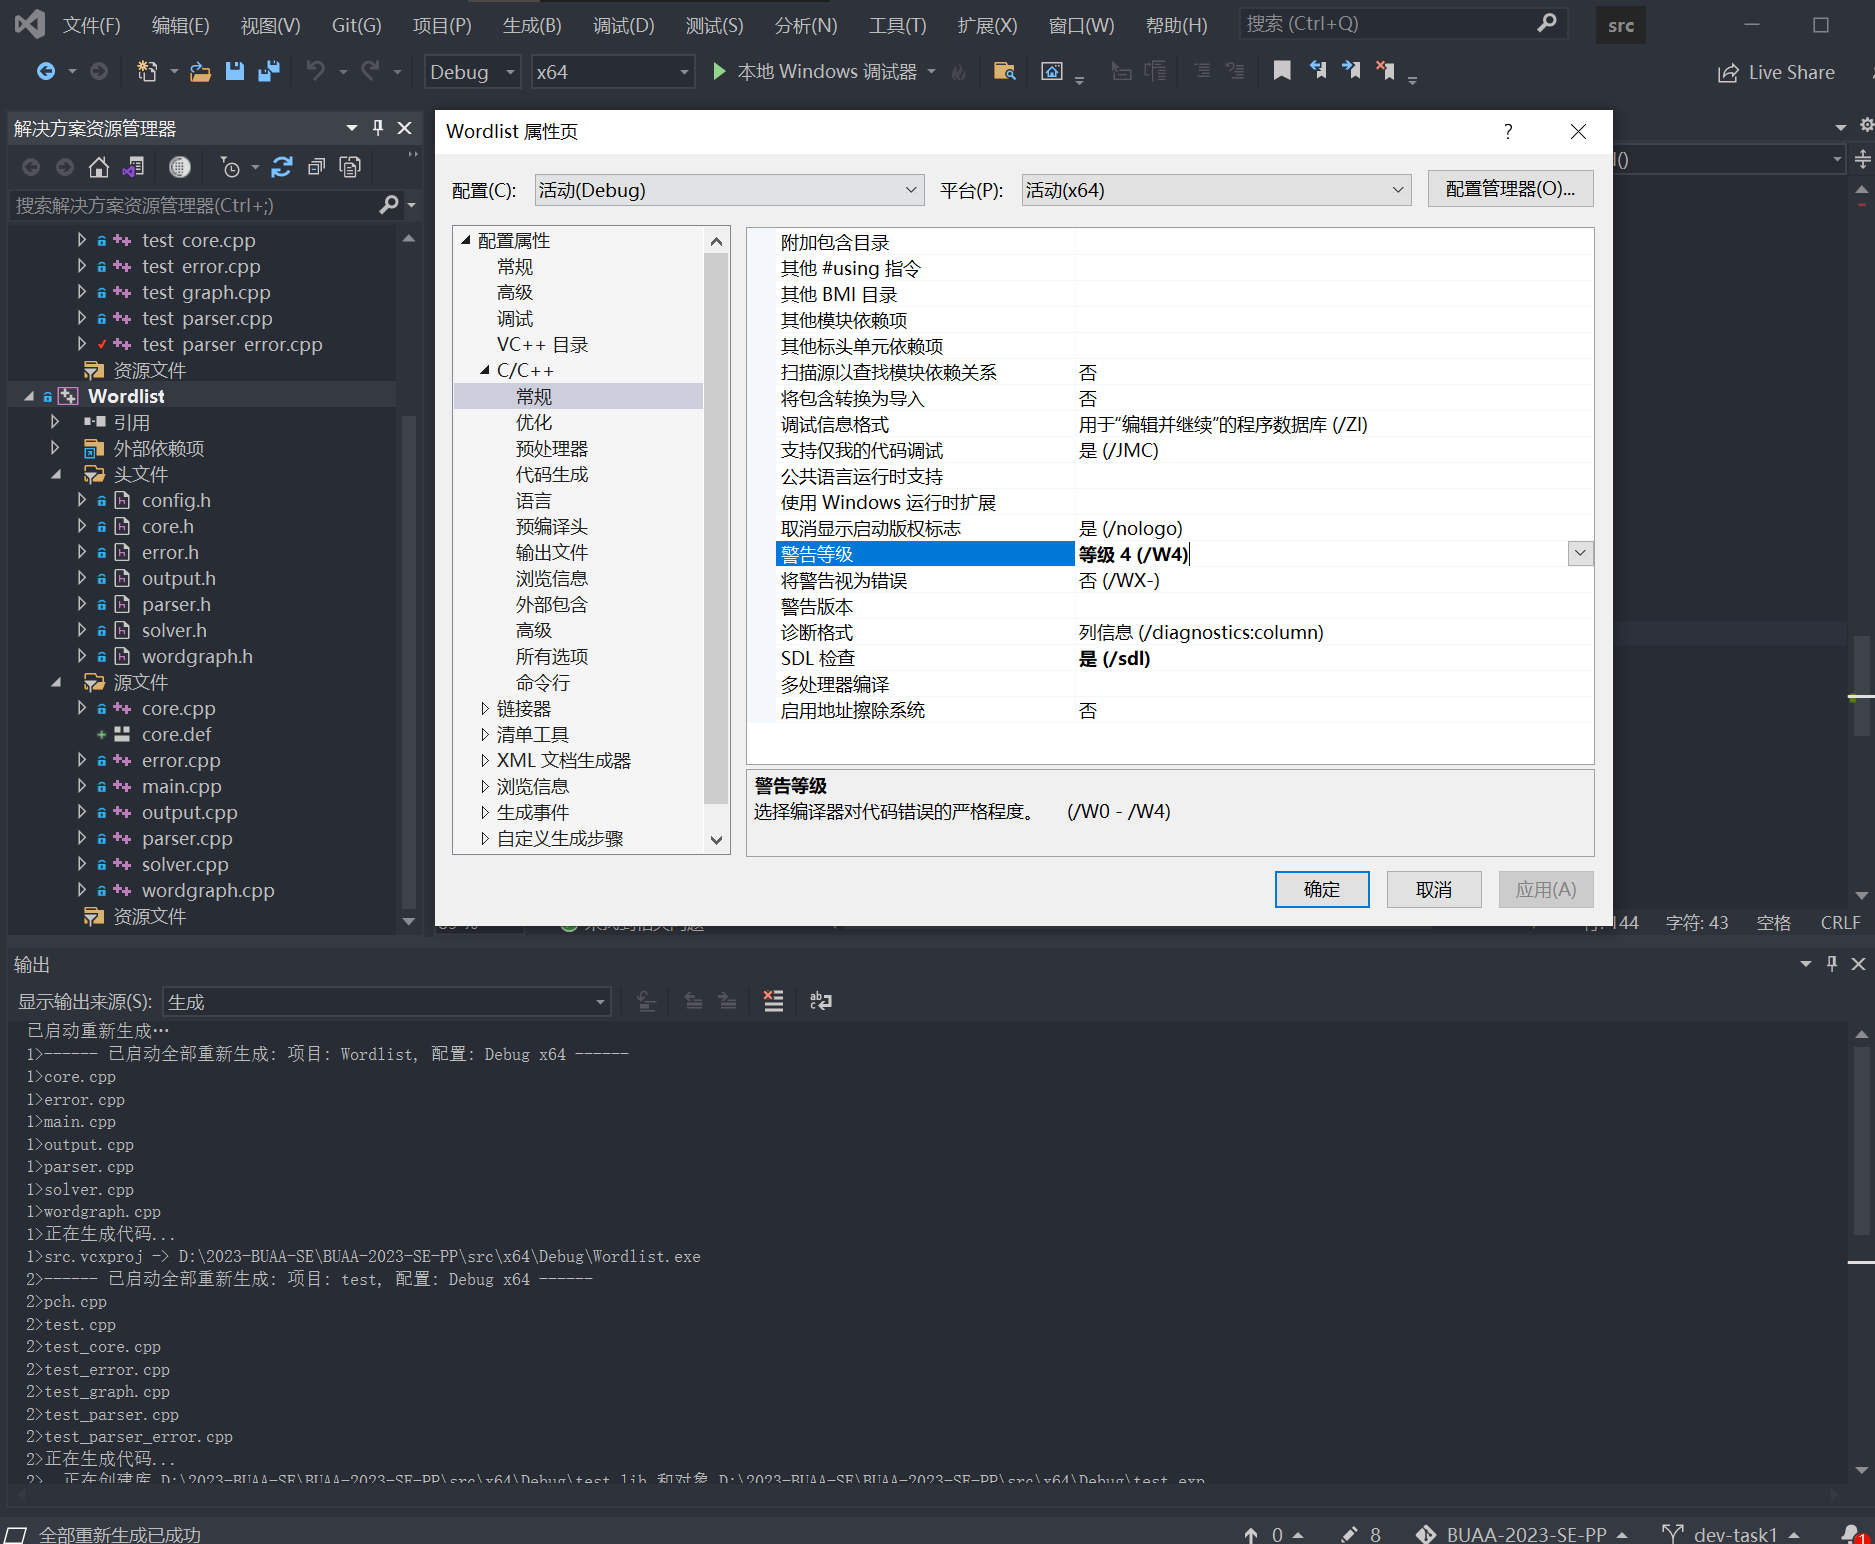 文件(F) 编辑(E) 视图(V) Git(G) 项目(P) 生成(B) 调试(D) 测试(S) 分析(N) 工具(T) 扩展(X) 窗口(W) 帮助(H) 搜索 (Ctrl+Q) src
Debug x64 本地 Windows 调试器 Live Share
解决方案资源管理器
搜索解决方案资源管理器(Ctrl+;)
test core.cpp
test error.cpp
test graph.cpp
test parser.cpp
test parser error.cpp
资源文件
Wordlist
引用
外部依赖项
头文件
config.h
core.h
error.h
output.h
parser.h
solver.h
wordgraph.h
源文件
core.cpp
core.def
error.cpp
main.cpp
output.cpp
parser.cpp
solver.cpp
wordgraph.cpp
资源文件
Wordlist 属性页
配置(C): 活动(Debug) 平台(P): 活动(x64) 配置管理器(O)...
配置属性
常规
高级
调试
VC++ 目录
C/C++
常规
优化
预处理器
代码生成
语言
预编译头
输出文件
浏览信息
外部包含
高级
所有选项
命令行
链接器
清单工具
XML 文档生成器
浏览信息
生成事件
自定义生成步骤
附加包含目录
其他 #using 指令
其他 BMI 目录
其他模块依赖项
其他标头单元依赖项
扫描源以查找模块依赖关系 否
将包含转换为导入 否
调试信息格式 用于“编辑并继续”的程序数据库 (/ZI)
支持仅我的代码调试 是 (/JMC)
公共语言运行时支持
使用 Windows 运行时扩展
取消显示启动版权标志 是 (/nologo)
警告等级 等级 4 (/W4)
将警告视为错误 否 (/WX-)
警告版本
诊断格式 列信息 (/diagnostics:column)
SDL 检查 是 (/sdl)
多处理器编译
启用地址擦除系统 否
警告等级
选择编译器对代码错误的严格程度。 (/W0 - /W4)
确定 取消 应用(A)
()
144 字符: 43 空格 CRLF
输出
显示输出来源(S): 生成
已启动重新生成…
1>------ 已启动全部重新生成: 项目: Wordlist, 配置: Debug x64 ------
1>core.cpp
1>error.cpp
1>main.cpp
1>output.cpp
1>parser.cpp
1>solver.cpp
1>wordgraph.cpp
1>正在生成代码...
1>src.vcxproj -> D:\2023-BUAA-SE\BUAA-2023-SE-PP\src\x64\Debug\Wordlist.exe
2>------ 已启动全部重新生成: 项目: test, 配置: Debug x64 ------
2>pch.cpp
2>test.cpp
2>test_core.cpp
2>test_error.cpp
2>test_graph.cpp
2>test_parser.cpp
2>test_parser_error.cpp
2>正在生成代码...
2> 正在创建库 D:\2023-BUAA-SE\BUAA-2023-SE-PP\src\x64\Debug\test.lib 和对象 D:\2023-BUAA-SE\BUAA-2023-SE-PP\src\x64\Debug\test.exp
全部重新生成已成功 0 8 BUAA-2023-SE-PP dev-task1 1